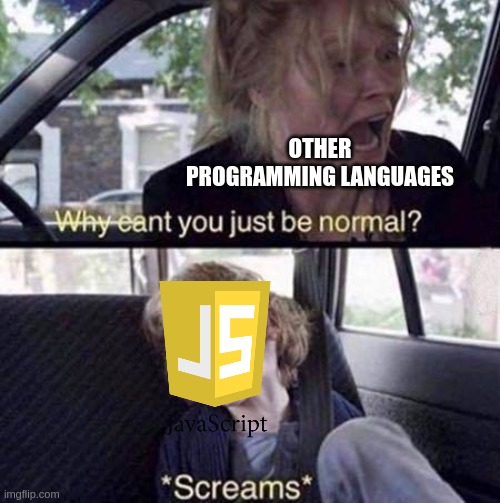 OTHER
PROGRAMMING LANGUAGES
Why cant you just be normal?
JS
JavaScript
*Screams*
imgflip.com